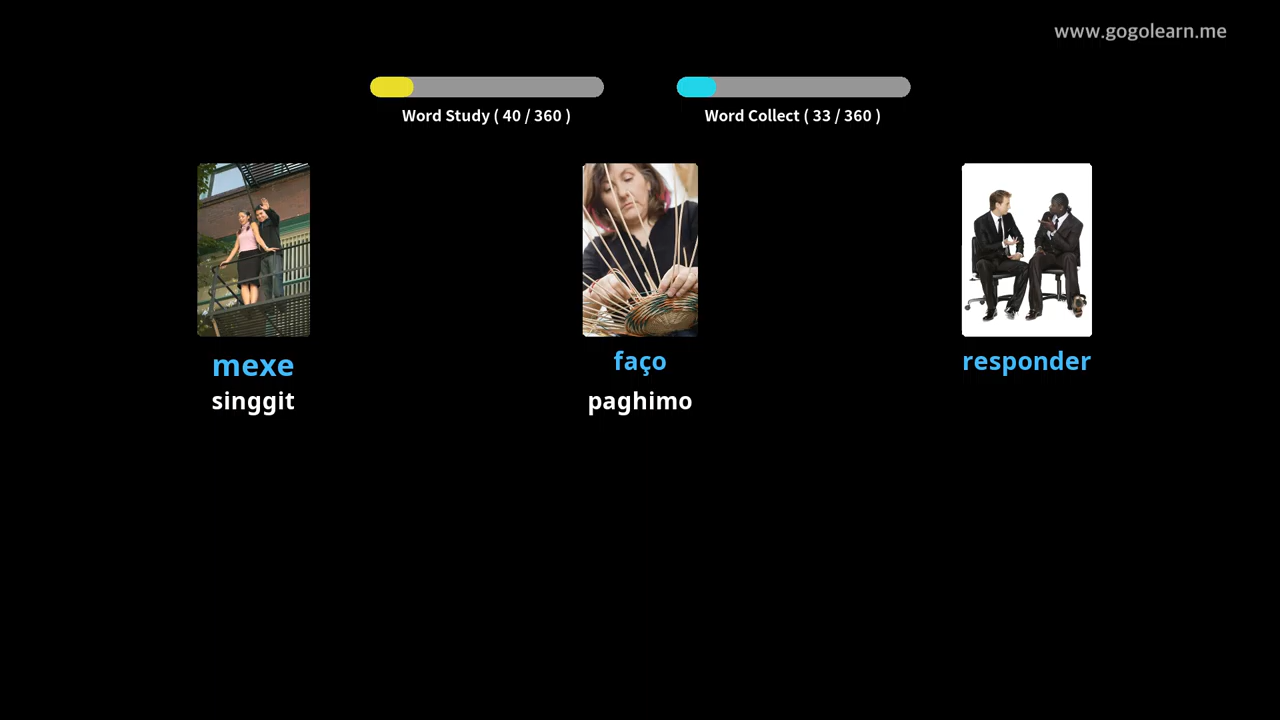 www.gogolearn.me
Word Study ( 40 / 360 )
Word Collect ( 33 / 360 )
mexe
faço
responder
singgit
paghimo